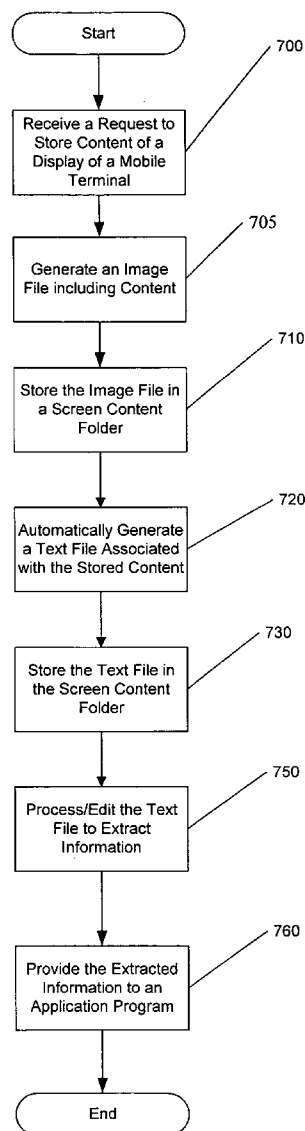 Start
700
Receive a Request to
Store Content of a
Display of a Mobile
Terminal
705
Generate an Image
File including Content
710
Store the Image File in
a Screen Content
Folder
720
Automatically Generate
a Text File Associated
with the Stored Content
730
Store the Text File in
the Screen Content
Folder
750
Process/Edit the Text
File to Extract
Information
760
Provide the Extracted
Information to an
Application Program
End